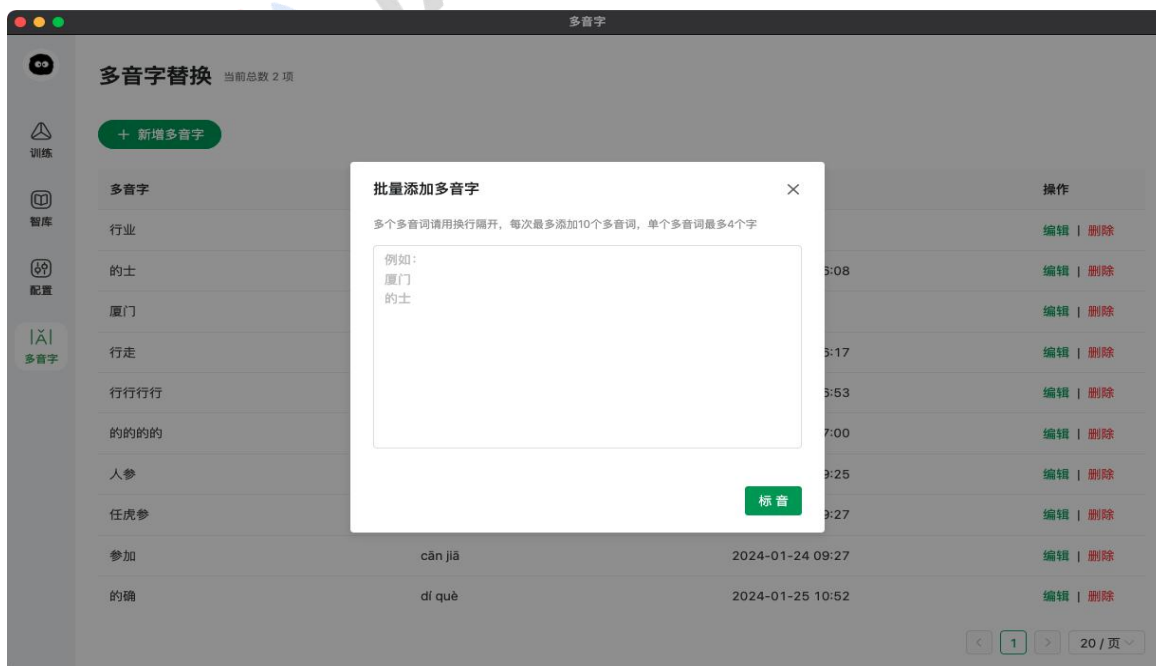 多音字
多音字替换 当前总数 2 项
训练
+ 新增多音字
智库
配置
|Ǎ|
多音字
多音字 操作
行业 编辑 | 删除
的士 6:08 编辑 | 删除
厦门 编辑 | 删除
行走 6:17 编辑 | 删除
行行行行 6:53 编辑 | 删除
的的的的 7:00 编辑 | 删除
人参 9:25 编辑 | 删除
任虎参 9:27 编辑 | 删除
参加 cān jiā 2024-01-24 09:27 编辑 | 删除
的确 dí què 2024-01-25 10:52 编辑 | 删除
批量添加多音字
多个多音词请用换行隔开，每次最多添加10个多音词，单个多音词最多4个字
例如：
厦门
的士
标音
< 1 > 20 / 页